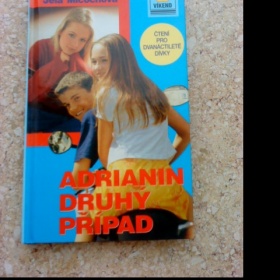 VÍKEND
ČTENÍ
PRO
DVANÁCTILETÉ
DÍVKY
ADRIANIN
DRUHÝ
PŘÍPAD